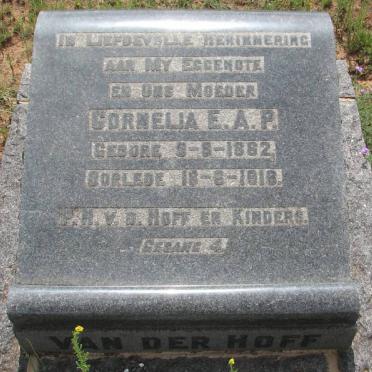 In Liefdevolle Herinnering
aan my Eggenote
en Ons Moeder
CORNELIA E.A.P.
Gebore 9-9-1882,
Oorlede 18-8-1918.
P.H. v.d. Hoff en Kinders.
Gesang 4.
VAN DER HOFF